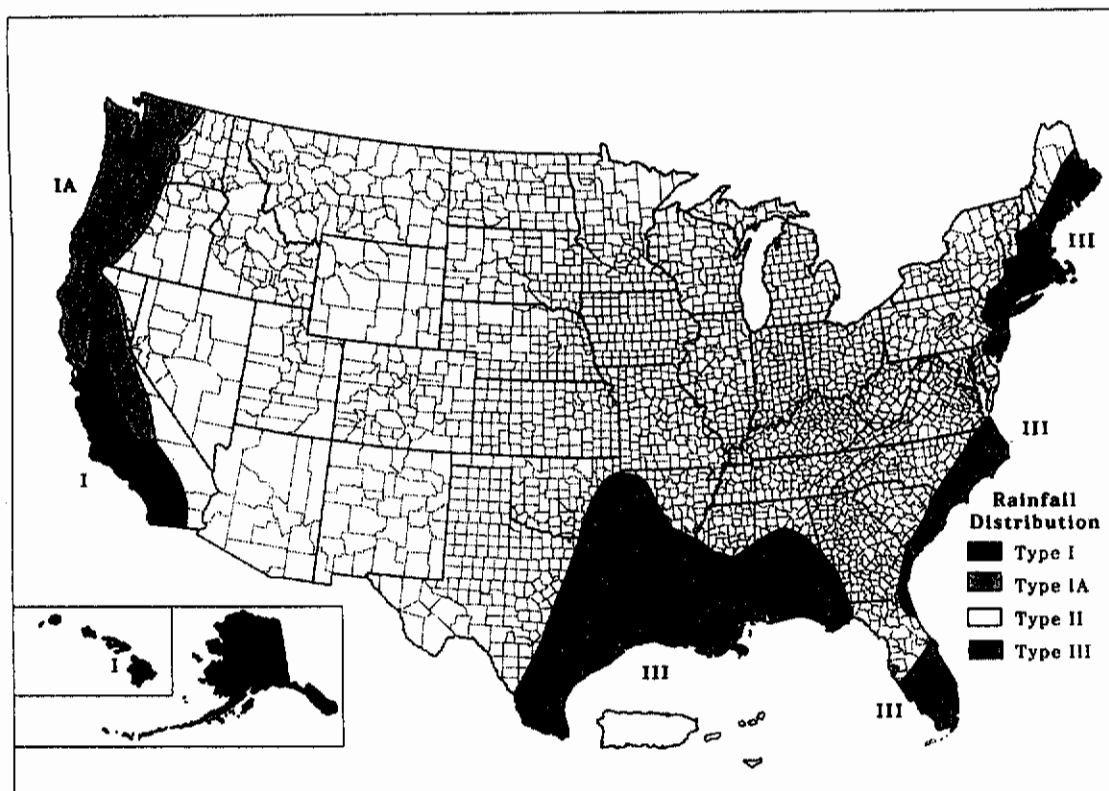 IA
III
III
I
Rainfall
Distribution
Type I
Type IA
Type II
Type III
I
III
III